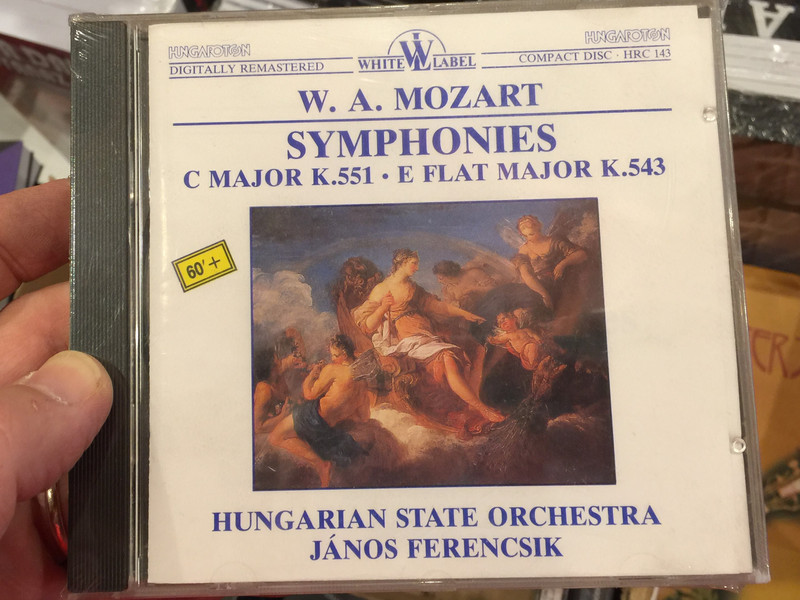 HUNGAROTON
DIGITALLY REMASTERED
WL
WHITE LABEL
HUNGAROTON
COMPACT DISC · HRC 143
W. A. MOZART
SYMPHONIES
C MAJOR K.551 · E FLAT MAJOR K.543
60'+
HUNGARIAN STATE ORCHESTRA
JÁNOS FERENCSIK